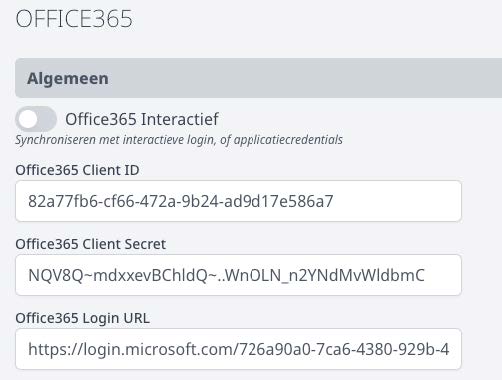 OFFICE365
Algemeen
Office365 Interactief
Synchroniseren met interactieve login, of applicatiecredentials
Office365 Client ID
82a77fb6-cf66-472a-9b24-ad9d17e586a7
Office365 Client Secret
NQV8Q~mdxxevBChldQ~..WnOLN_n2YNdMvWldbmC
Office365 Login URL
https://login.microsoft.com/726a90a0-7ca6-4380-929b-4